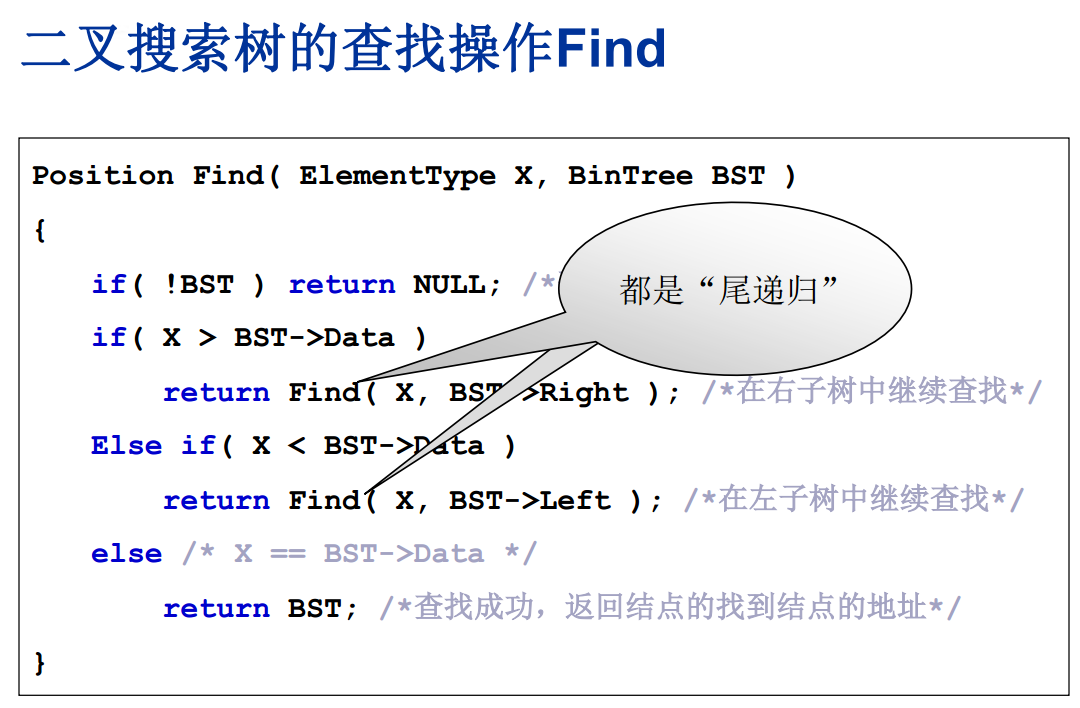 二叉搜索树的查找操作Find
Position Find( ElementType X, BinTree BST )
{
if( !BST ) return NULL; /*
都是“尾递归”
if( X > BST->Data )
return Find( X, BST->Right ); /*在右子树中继续查找*/
Else if( X < BST->Data )
return Find( X, BST->Left ); /*在左子树中继续查找*/
else /* X == BST->Data */
return BST; /*查找成功，返回结点的找到结点的地址*/
}